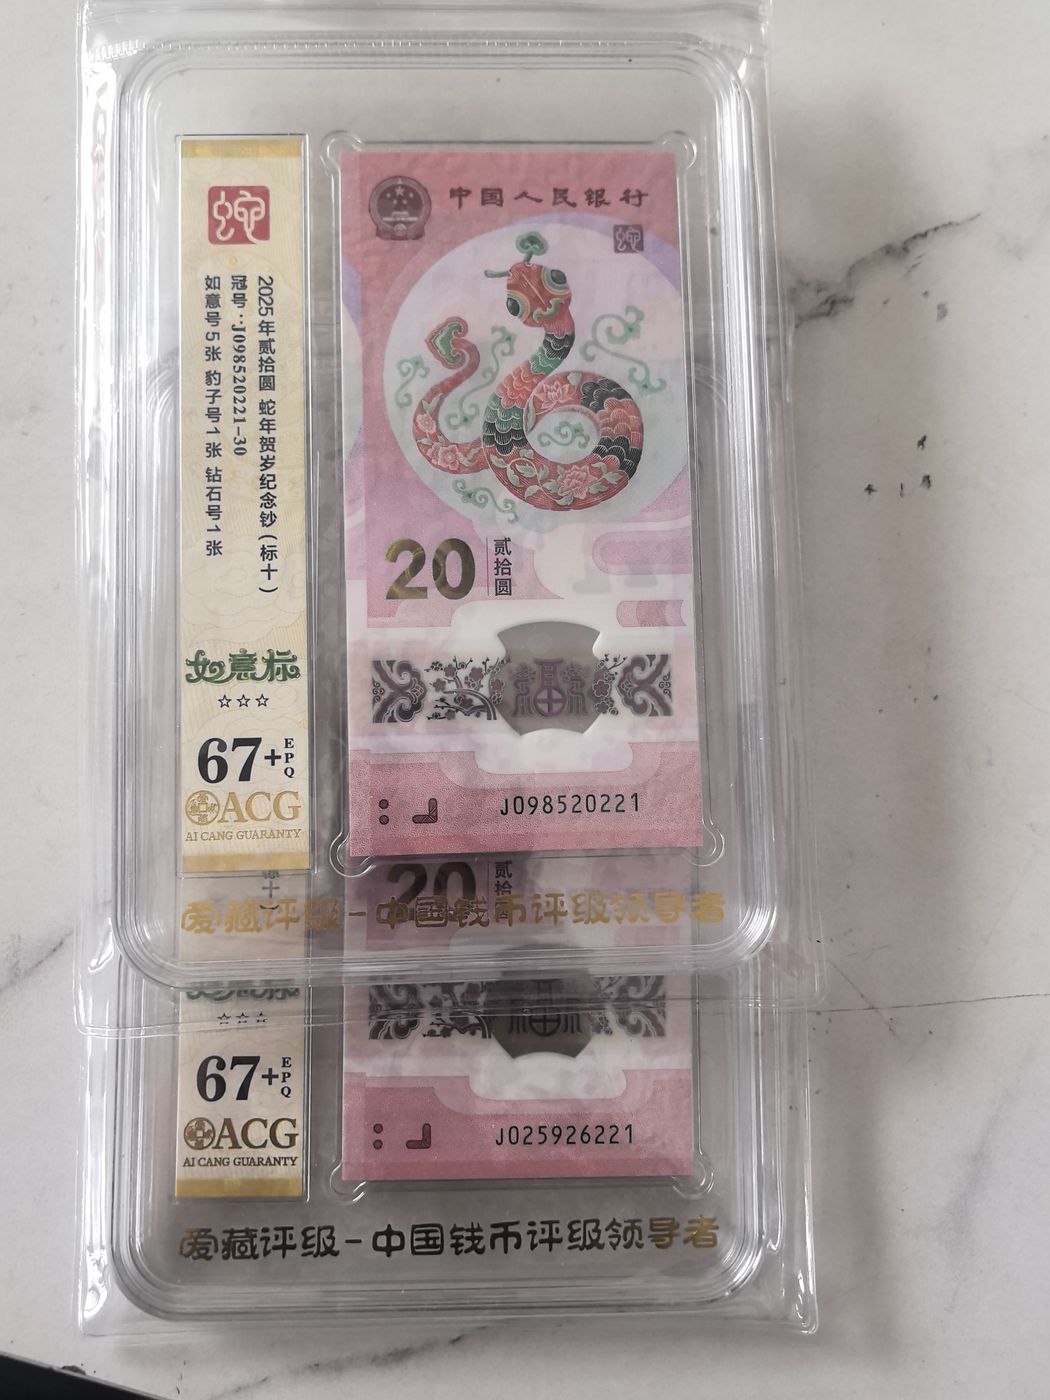 蛇
2025年贰拾圆 蛇年贺岁纪念钞（标十）
冠号：J098520221-30
如意号5张 豹子号1张 钻石号1张
如意标
☆☆☆
67+EPQ
ACG
AI CANG GUARANTY
中国人民银行
蛇
20 贰拾圆
福
J098520221
20 贰拾
标十）
爱藏评级-中国钱币评级领导者
☆☆☆
67+EPQ
ACG
AI CANG GUARANTY
J025926221
爱藏评级-中国钱币评级领导者